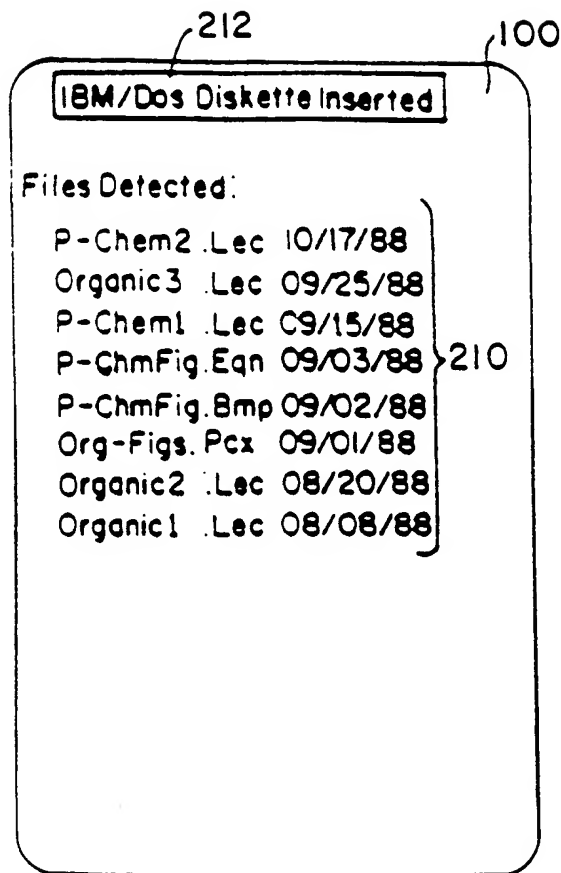 212
100
IBM/Dos Diskette Inserted
Files Detected:
P-Chem2 .Lec 10/17/88
Organic3 .Lec 09/25/88
P-Chem1 .Lec 09/15/88
P-ChmFig.Eqn 09/03/88
P-ChmFig.Bmp 09/02/88
Org-Figs.Pcx 09/01/88
Organic2 .Lec 08/20/88
Organic1 .Lec 08/08/88
210